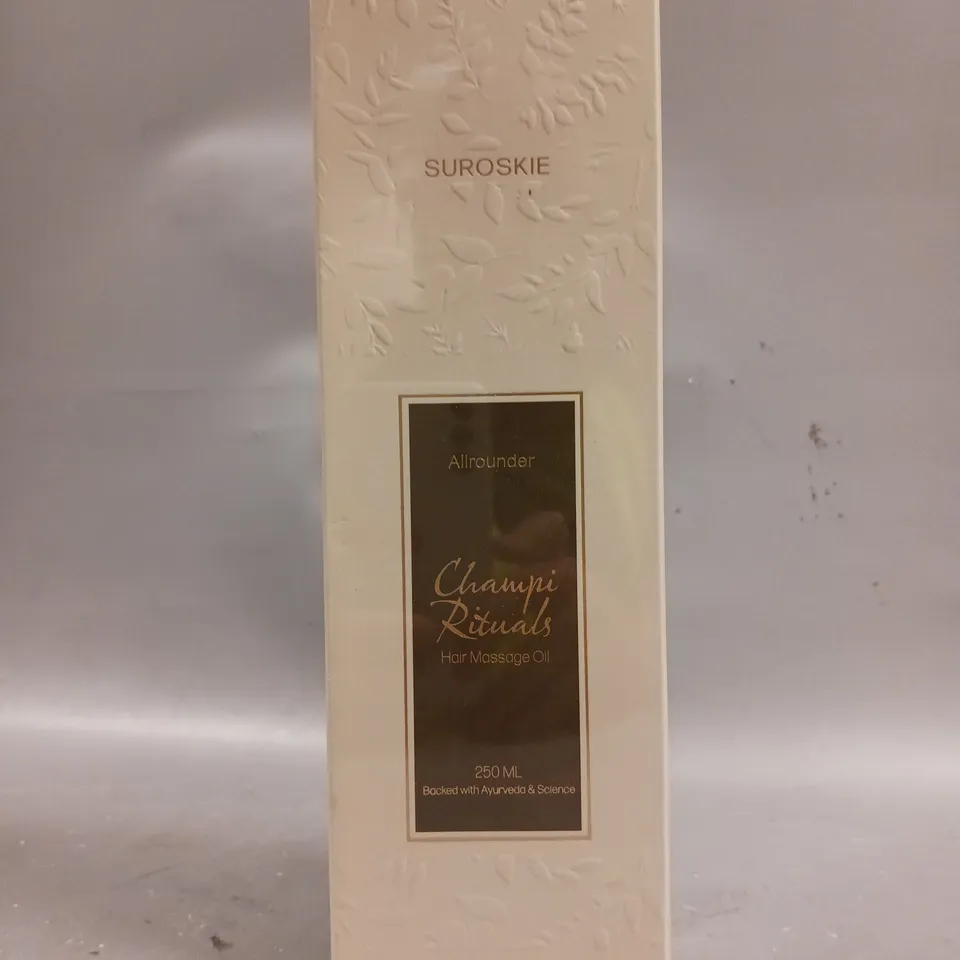 SUROSKIE
Allrounder
Champi
Rituals
Hair Massage Oil
250 ML
Backed with Ayurveda & Science